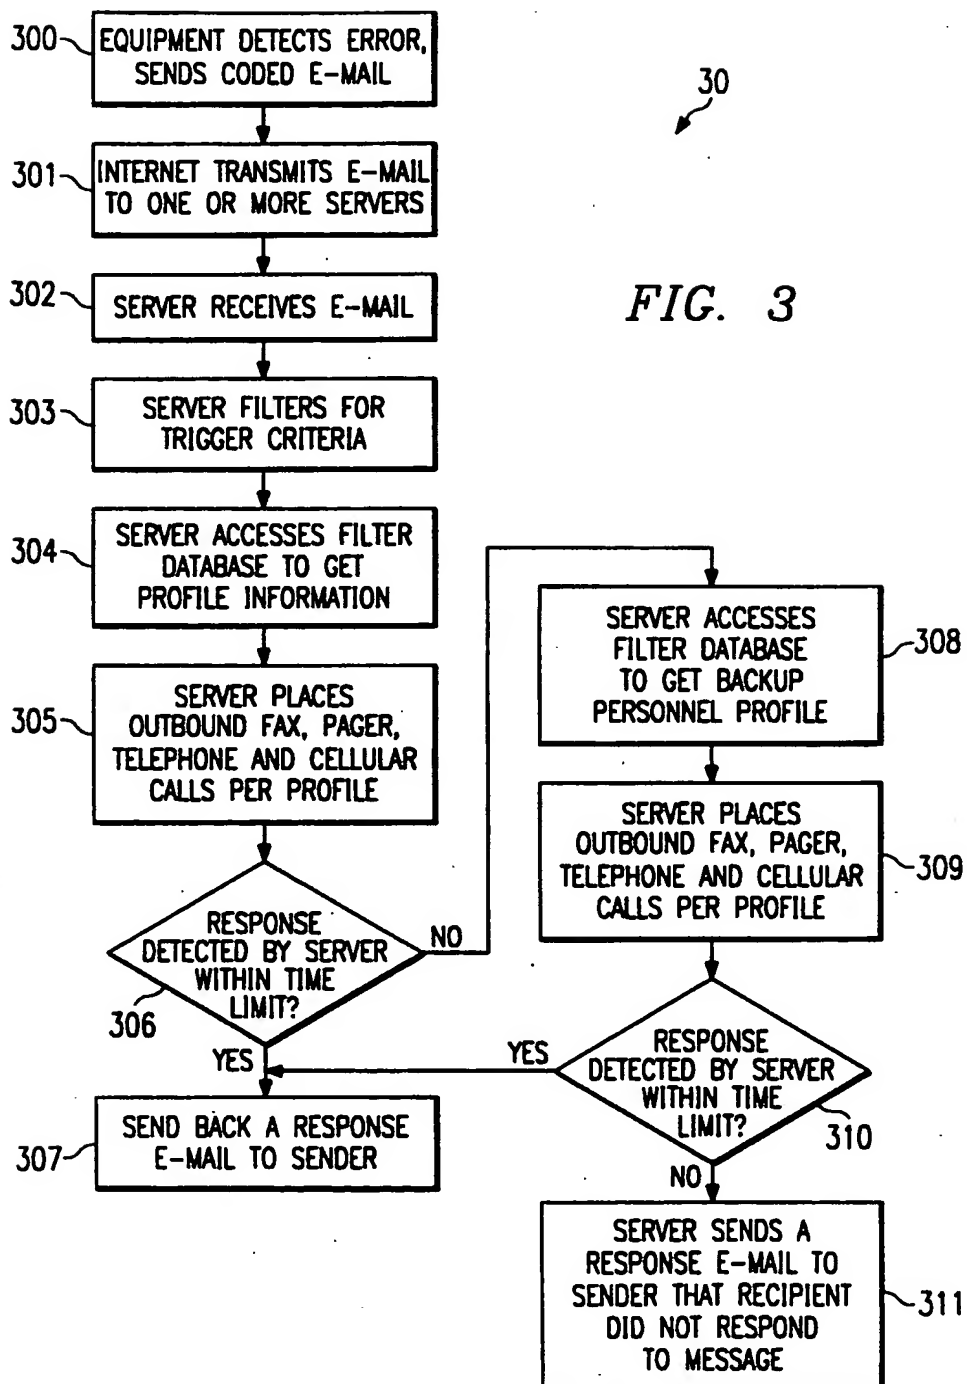 300
EQUIPMENT DETECTS ERROR,
SENDS CODED E-MAIL
30
301
INTERNET TRANSMITS E-MAIL
TO ONE OR MORE SERVERS
302
SERVER RECEIVES E-MAIL
FIG. 3
303
SERVER FILTERS FOR
TRIGGER CRITERIA
304
SERVER ACCESSES FILTER
DATABASE TO GET
PROFILE INFORMATION
305
SERVER PLACES
OUTBOUND FAX, PAGER,
TELEPHONE AND CELLULAR
CALLS PER PROFILE
RESPONSE
DETECTED BY SERVER
WITHIN TIME
LIMIT?
306
NO
YES
307
SEND BACK A RESPONSE
E-MAIL TO SENDER
SERVER ACCESSES
FILTER DATABASE
TO GET BACKUP
PERSONNEL PROFILE
308
SERVER PLACES
OUTBOUND FAX, PAGER,
TELEPHONE AND CELLULAR
CALLS PER PROFILE
309
RESPONSE
DETECTED BY SERVER
WITHIN TIME
LIMIT?
310
YES
NO
SERVER SENDS A
RESPONSE E-MAIL TO
SENDER THAT RECIPIENT
DID NOT RESPOND
TO MESSAGE
311